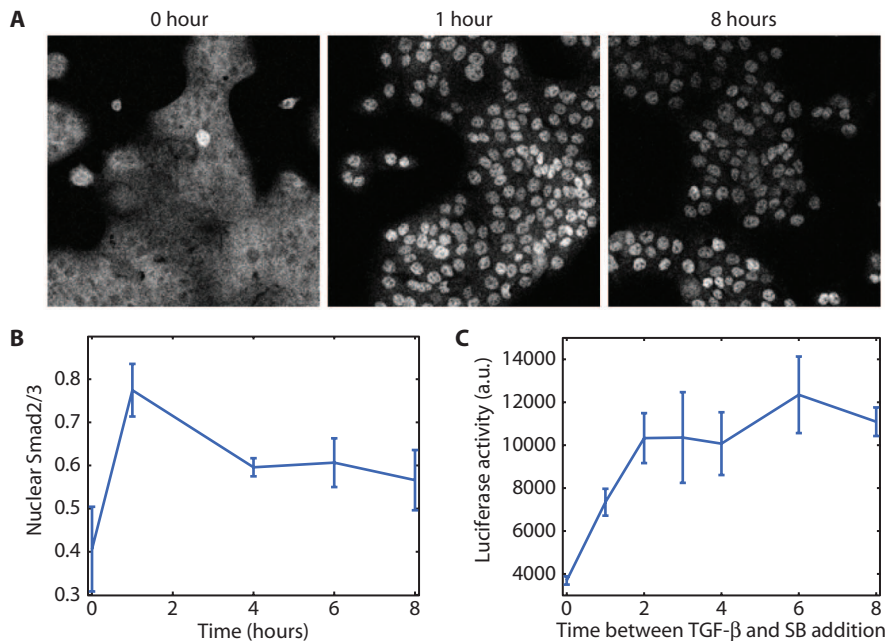 A
0 hour
1 hour
8 hours
B
Nuclear Smad2/3
0.8
0.7
0.6
0.5
0.4
0.3
0
2
4
6
8
Time (hours)
C
Luciferase activity (a.u.)
14000
12000
10000
8000
6000
4000
0
2
4
6
8
Time between TGF-β and SB addition